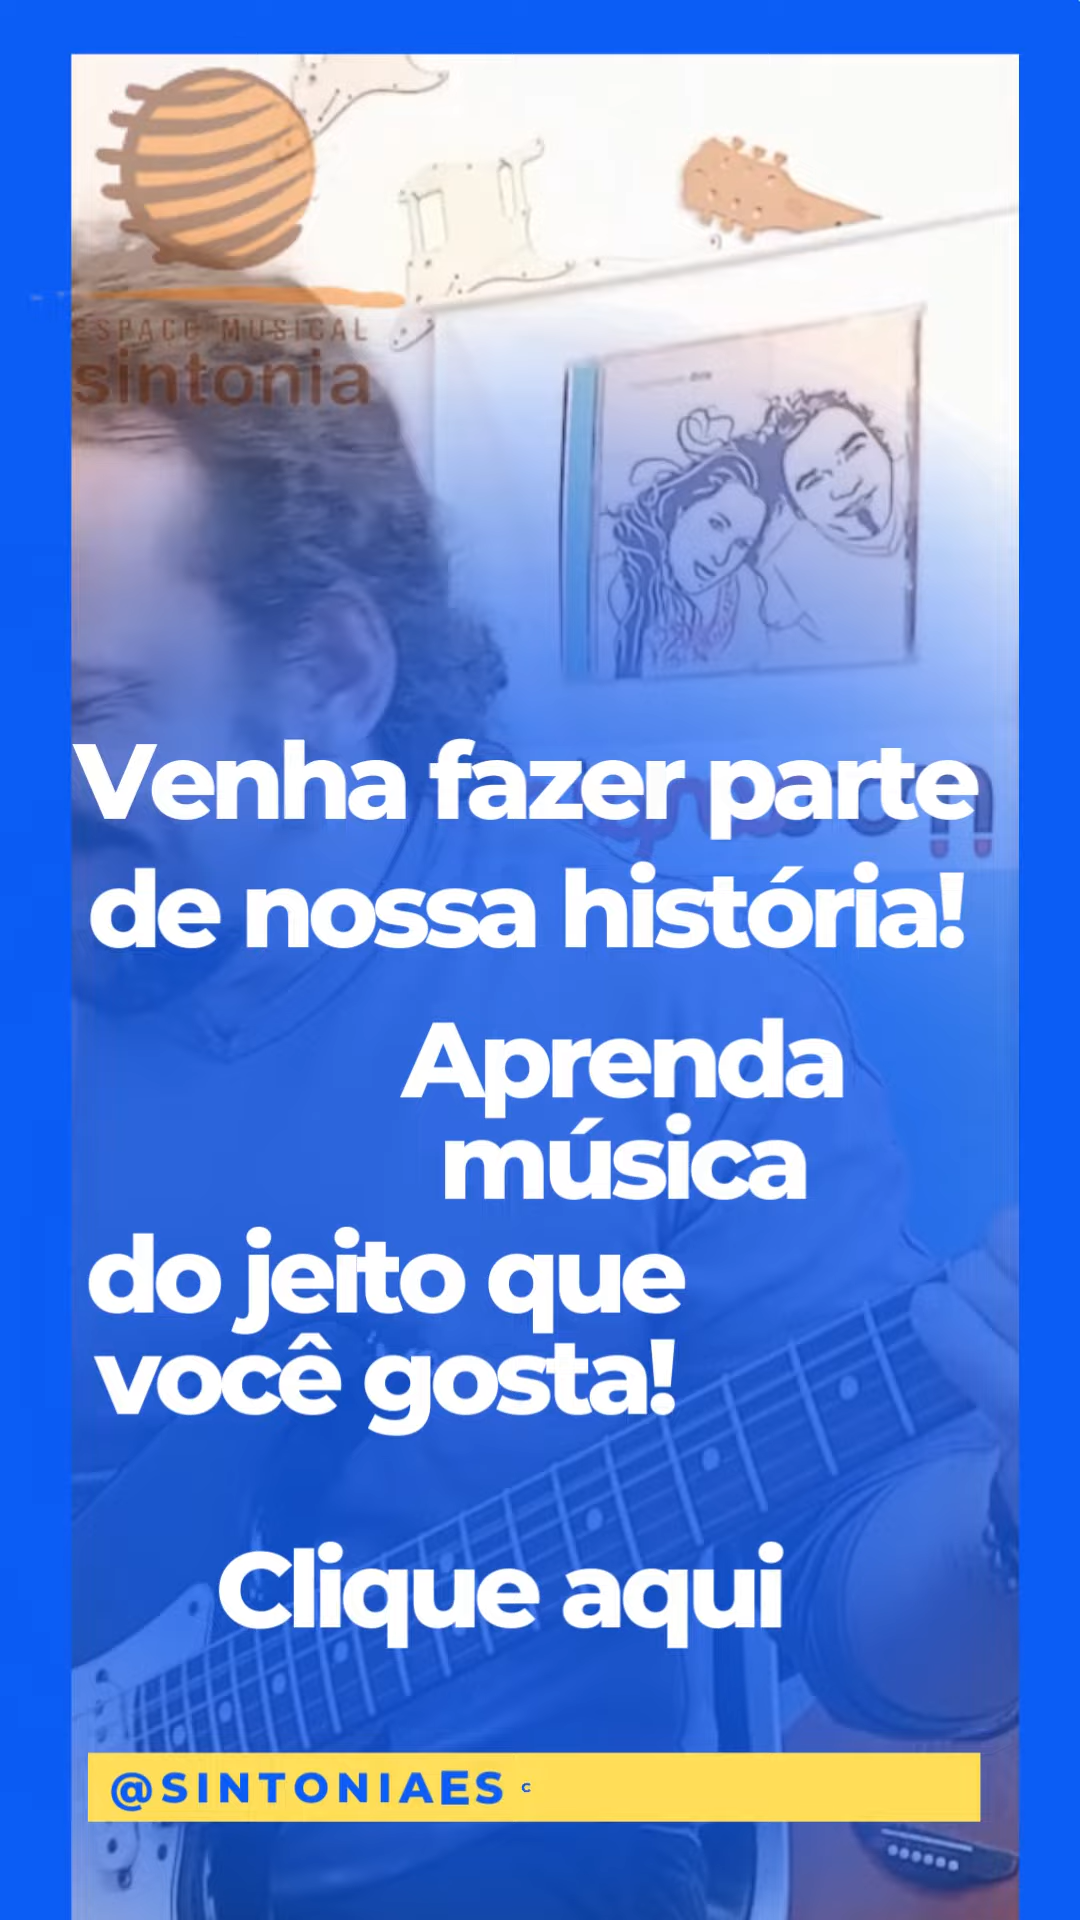 ESPAÇO MUSICAL
sintonia
Venha fazer parte
de nossa história!
Aprenda
música
do jeito que
você gosta!
Clique aqui
@SINTONIAES C